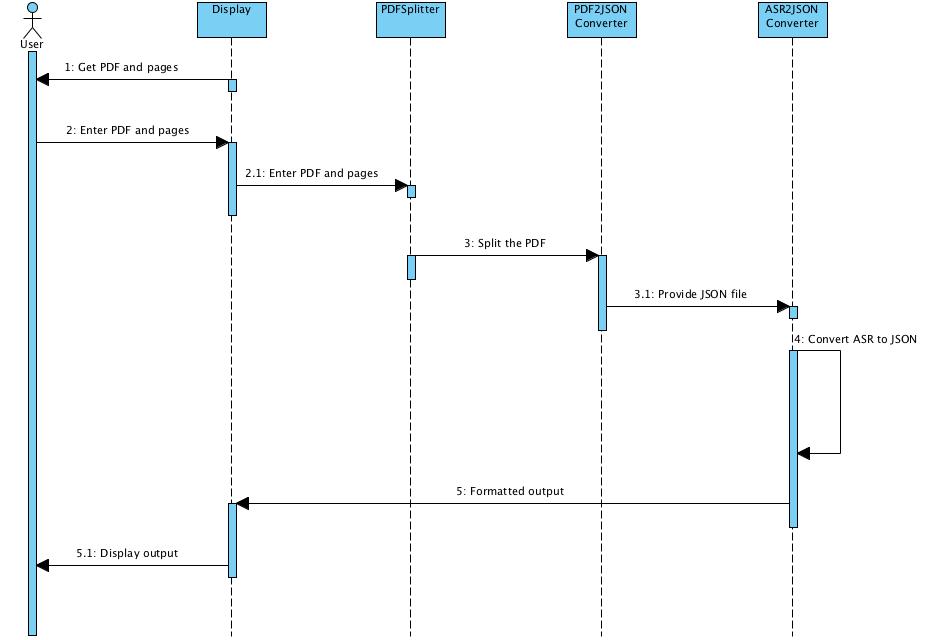 Display
PDFSplitter
PDF2JSON
Converter
ASR2JSON
Converter
User
1: Get PDF and pages
2: Enter PDF and pages
2.1: Enter PDF and pages
3: Split the PDF
3.1: Provide JSON file
4: Convert ASR to JSON
5: Formatted output
5.1: Display output